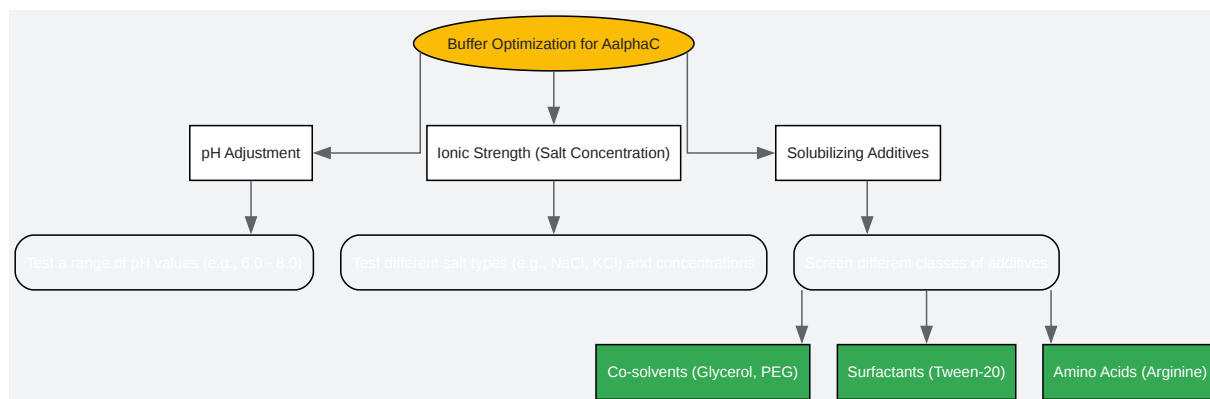 Buffer Optimization for AalphaC
pH Adjustment
Ionic Strength (Salt Concentration)
Solubilizing Additives
Test a range of pH values (e.g., 6.0 - 8.0)
Test different salt types (e.g., NaCl, KCl) and concentrations
Screen different classes of additives
Co-solvents (Glycerol, PEG)
Surfactants (Tween-20)
Amino Acids (Arginine)